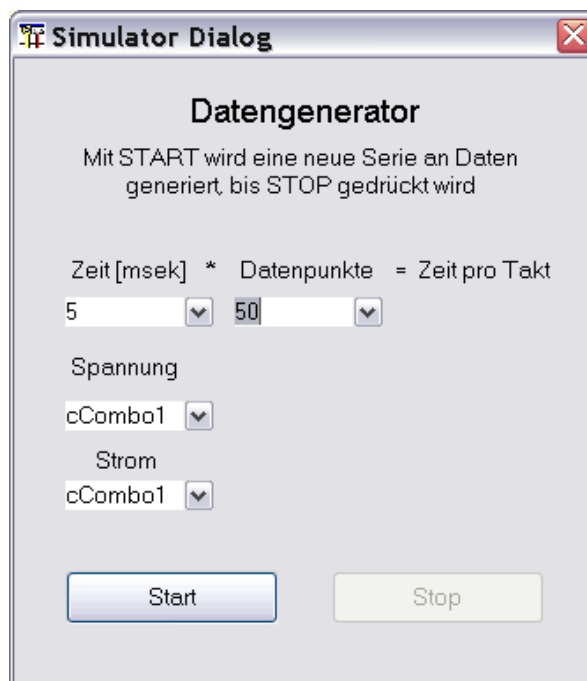 Simulator Dialog
Datengenerator
Mit START wird eine neue Serie an Daten
generiert, bis STOP gedrückt wird
Zeit [msek] * Datenpunkte = Zeit pro Takt
5 50
Spannung
cCombo1
Strom
cCombo1
Start Stop